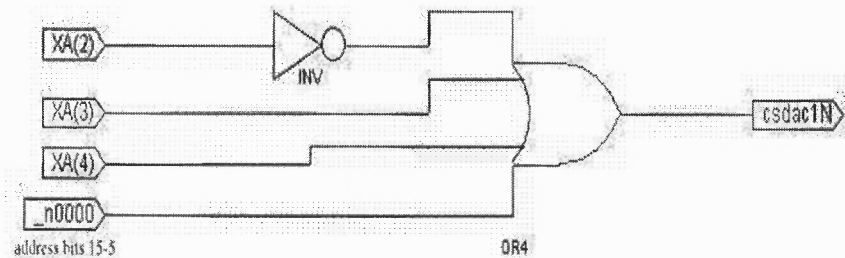 XA(2)
INV
XA(3)
csdac1N
XA(4)
_n0000
address bits 15-5
OR4